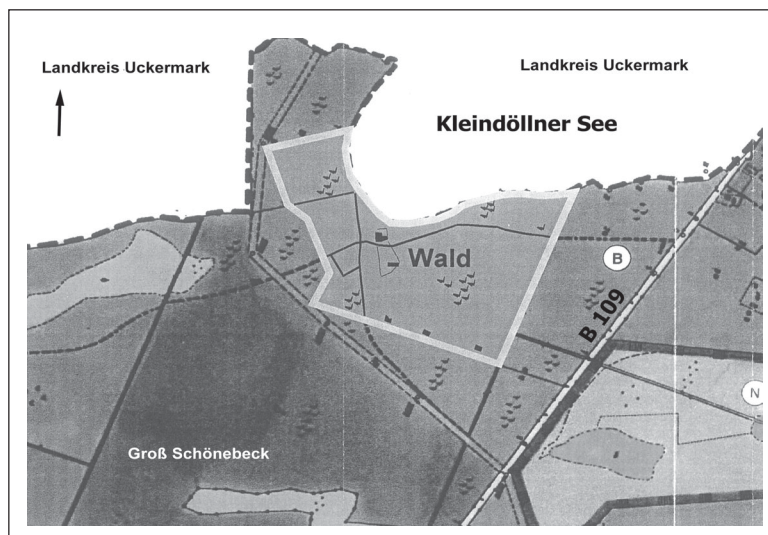 Landkreis Uckermark
Landkreis Uckermark
Kleindöllner See
Wald
B
B 109
N
Groß Schönebeck